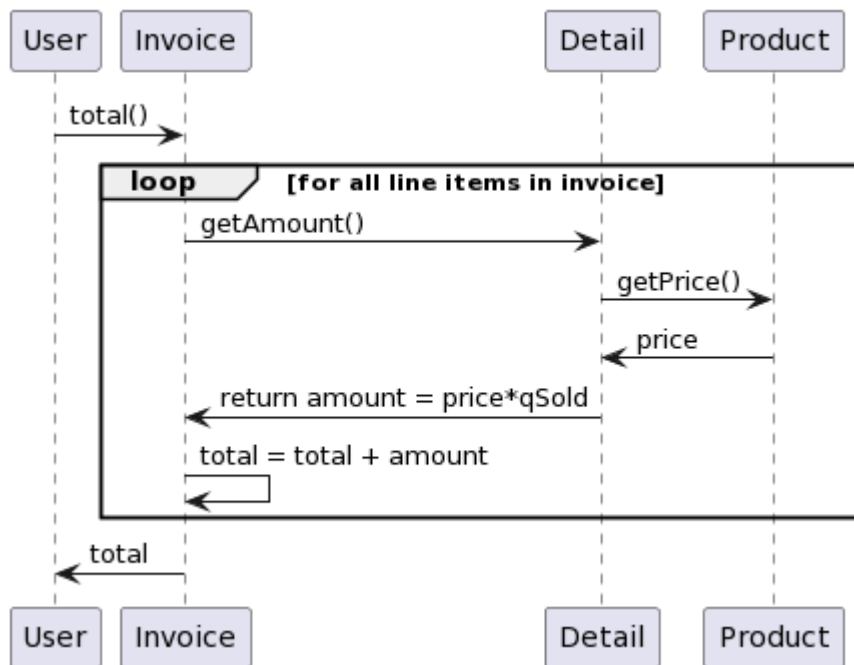 User Invoice Detail Product
total()
loop [for all line items in invoice]
getAmount()
getPrice()
price
return amount = price*qSold
total = total + amount
total
User Invoice Detail Product